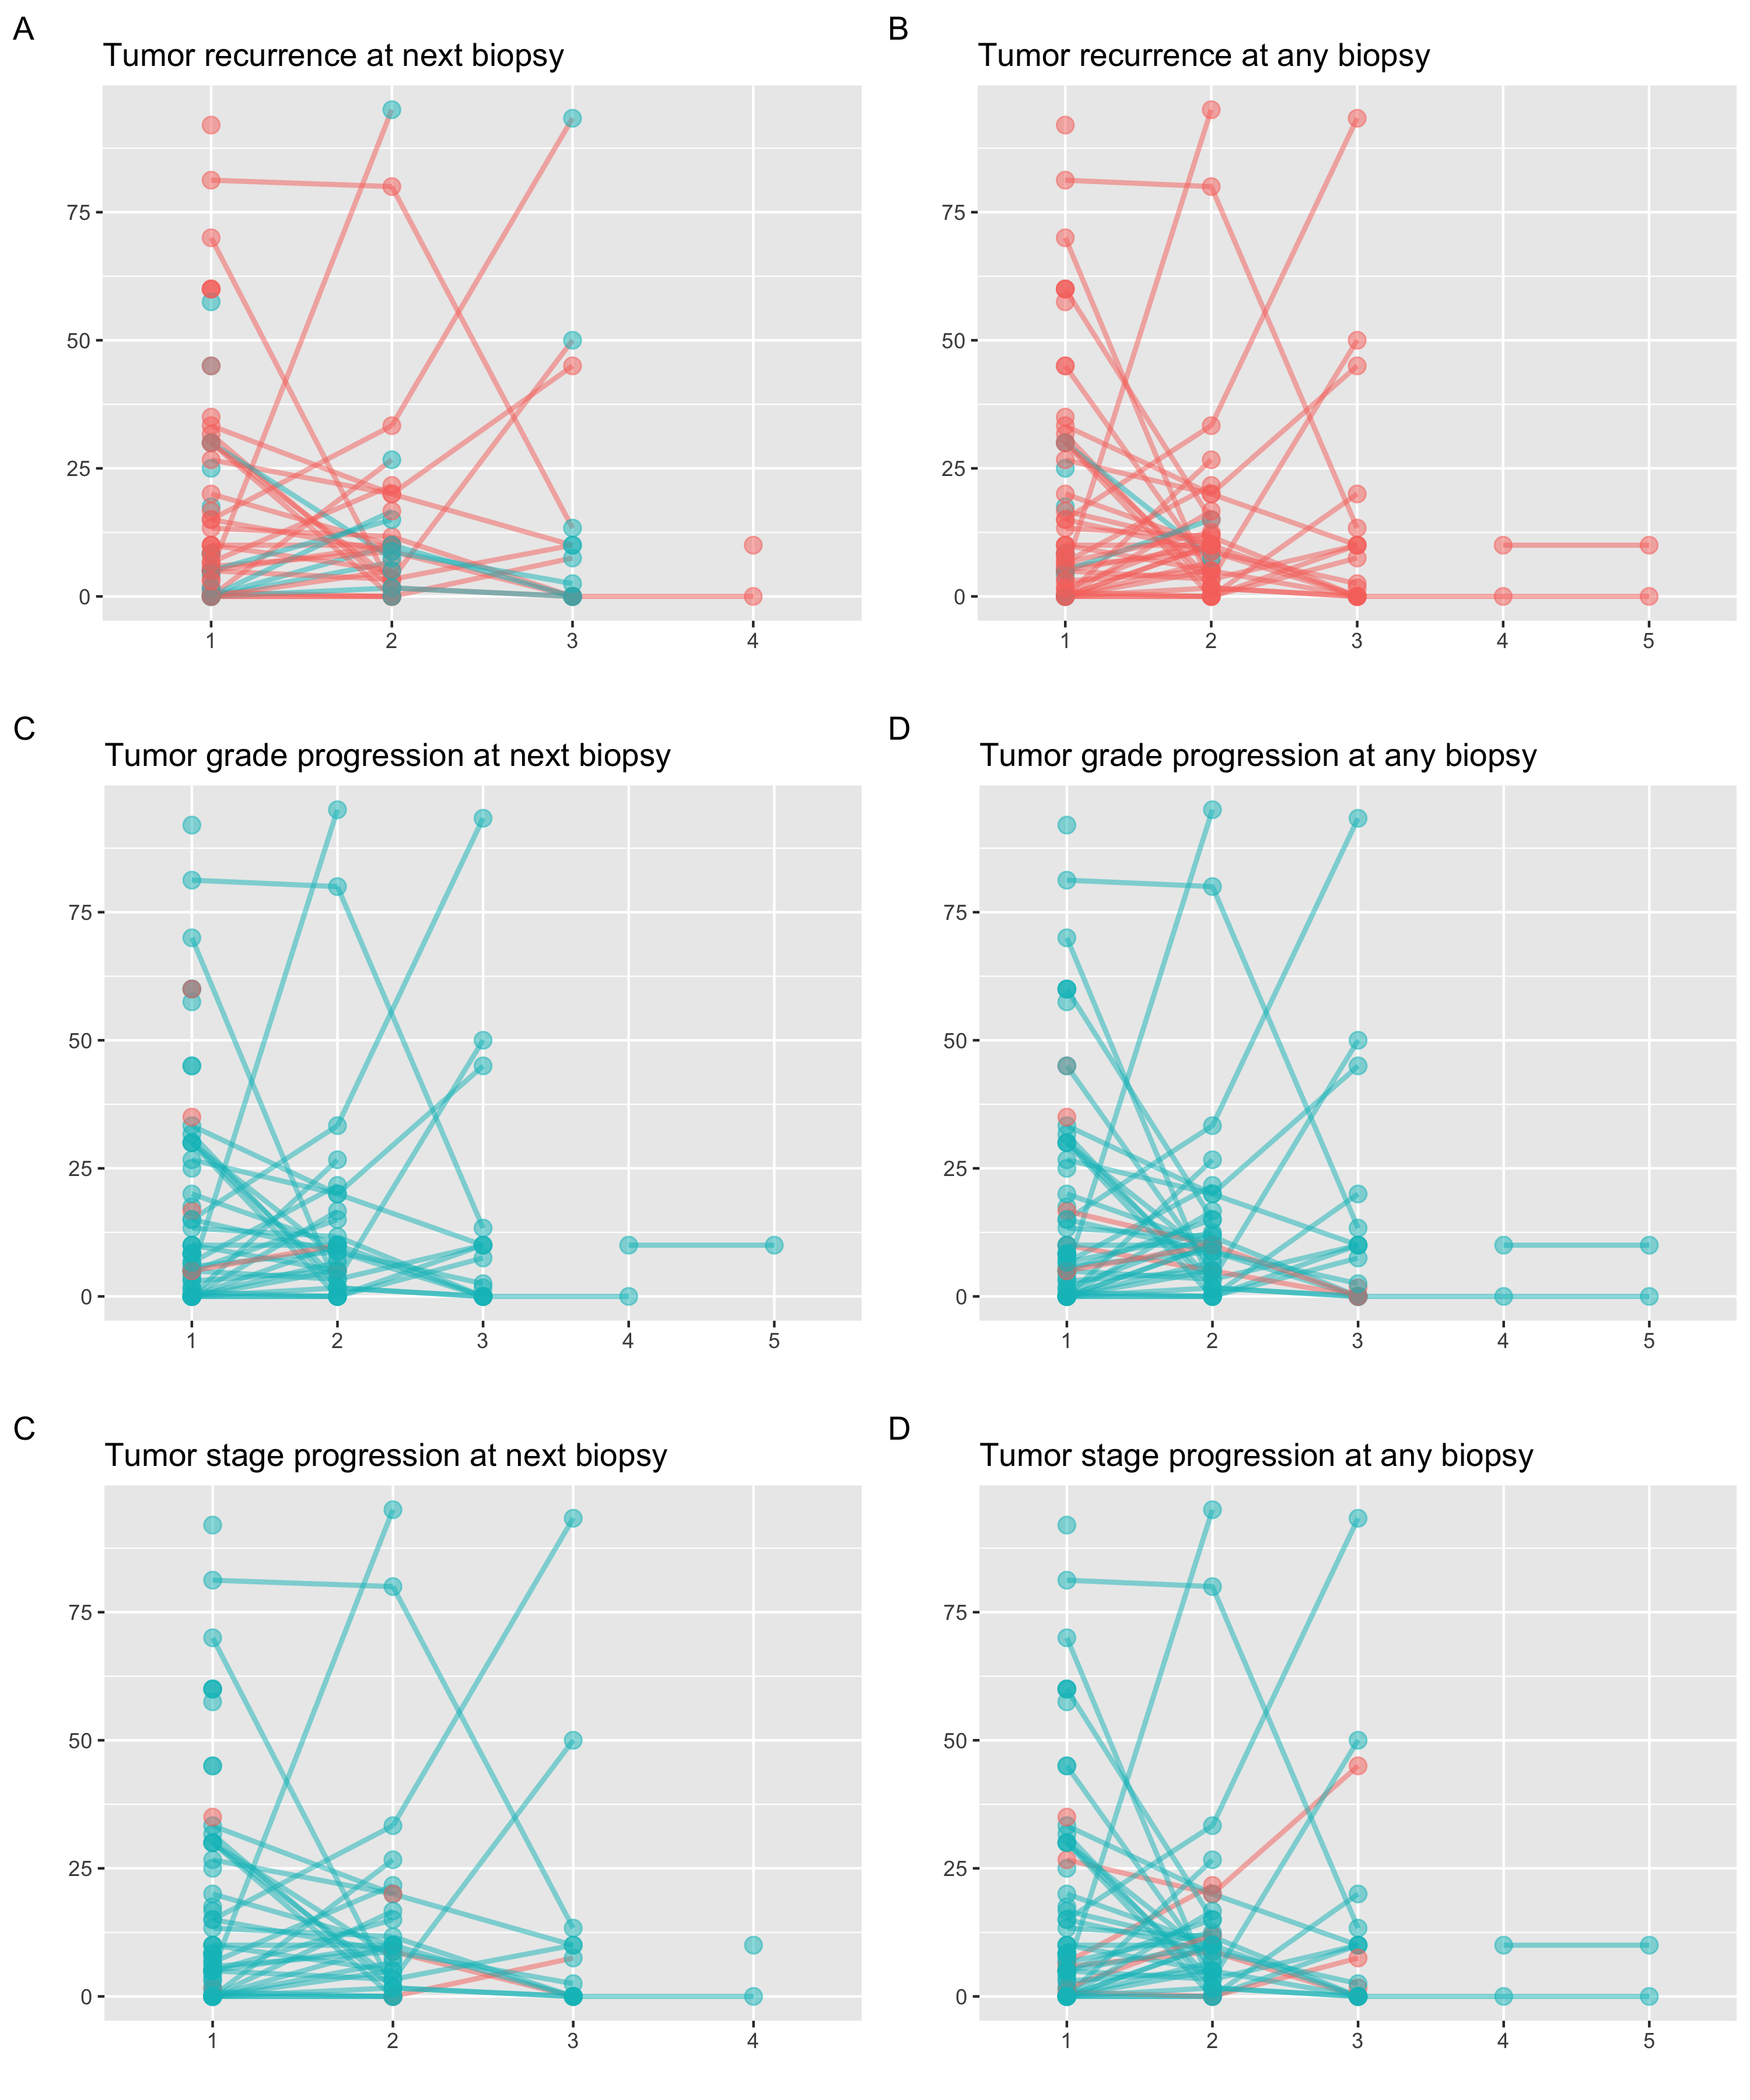 A
Tumor recurrence at next biopsy
75
50
25
0
1 2 3 4
B
Tumor recurrence at any biopsy
75
50
25
0
1 2 3 4 5
C
Tumor grade progression at next biopsy
75
50
25
0
1 2 3 4 5
D
Tumor grade progression at any biopsy
75
50
25
0
1 2 3 4 5
C
Tumor stage progression at next biopsy
75
50
25
0
1 2 3 4
D
Tumor stage progression at any biopsy
75
50
25
0
1 2 3 4 5